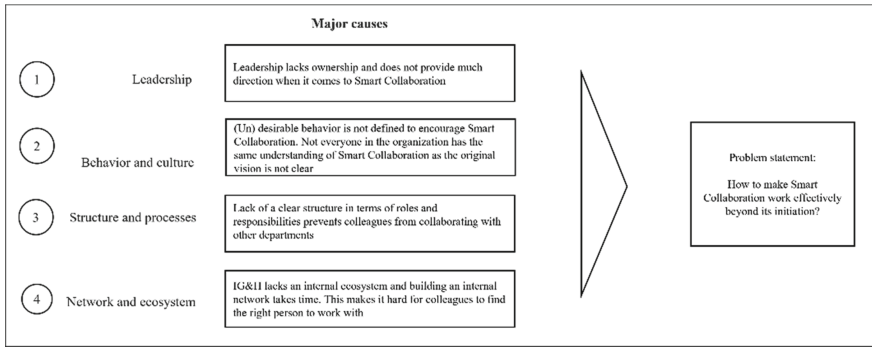 Major causes
1
Leadership
Leadership lacks ownership and does not provide much
direction when it comes to Smart Collaboration
2
Behavior and culture
(Un) desirable behavior is not defined to encourage Smart
Collaboration. Not everyone in the organization has the
same understanding of Smart Collaboration as the original
vision is not clear
3
Structure and processes
Lack of a clear structure in terms of roles and
responsibilities prevents colleagues from collaborating with
other departments
4
Network and ecosystem
IG&H lacks an internal ecosystem and building an internal
network takes time. This makes it hard for colleagues to find
the right person to work with
Problem statement:
How to make Smart
Collaboration work effectively
beyond its initiation?